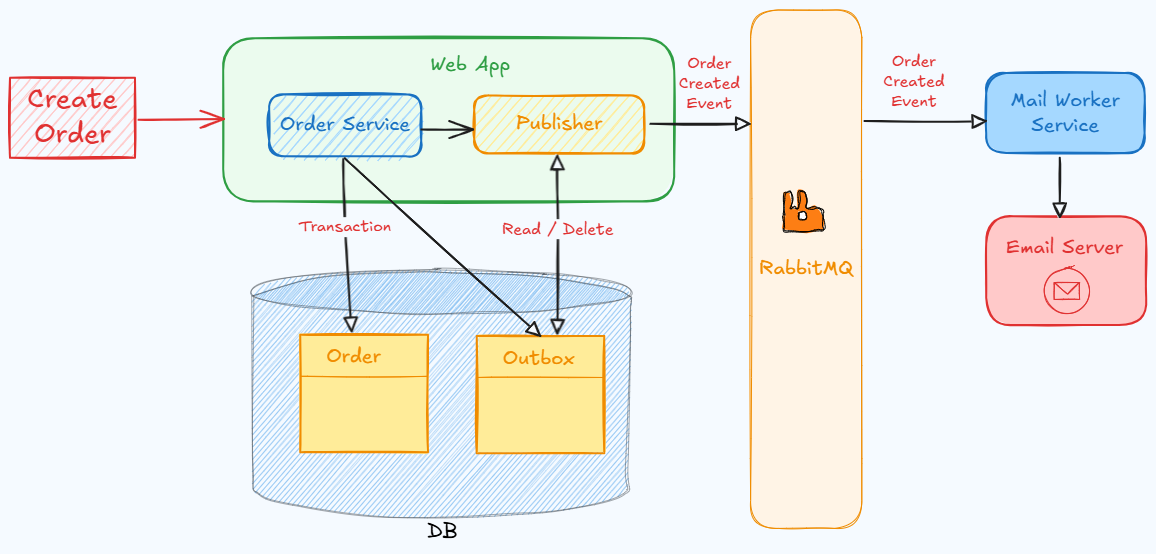 Create
Order
Web App
Order Service
Publisher
Order
Created
Event
Order
Created
Event
Mail Worker
Service
Transaction
Read / Delete
Email Server
RabbitMQ
Order
Outbox
DB